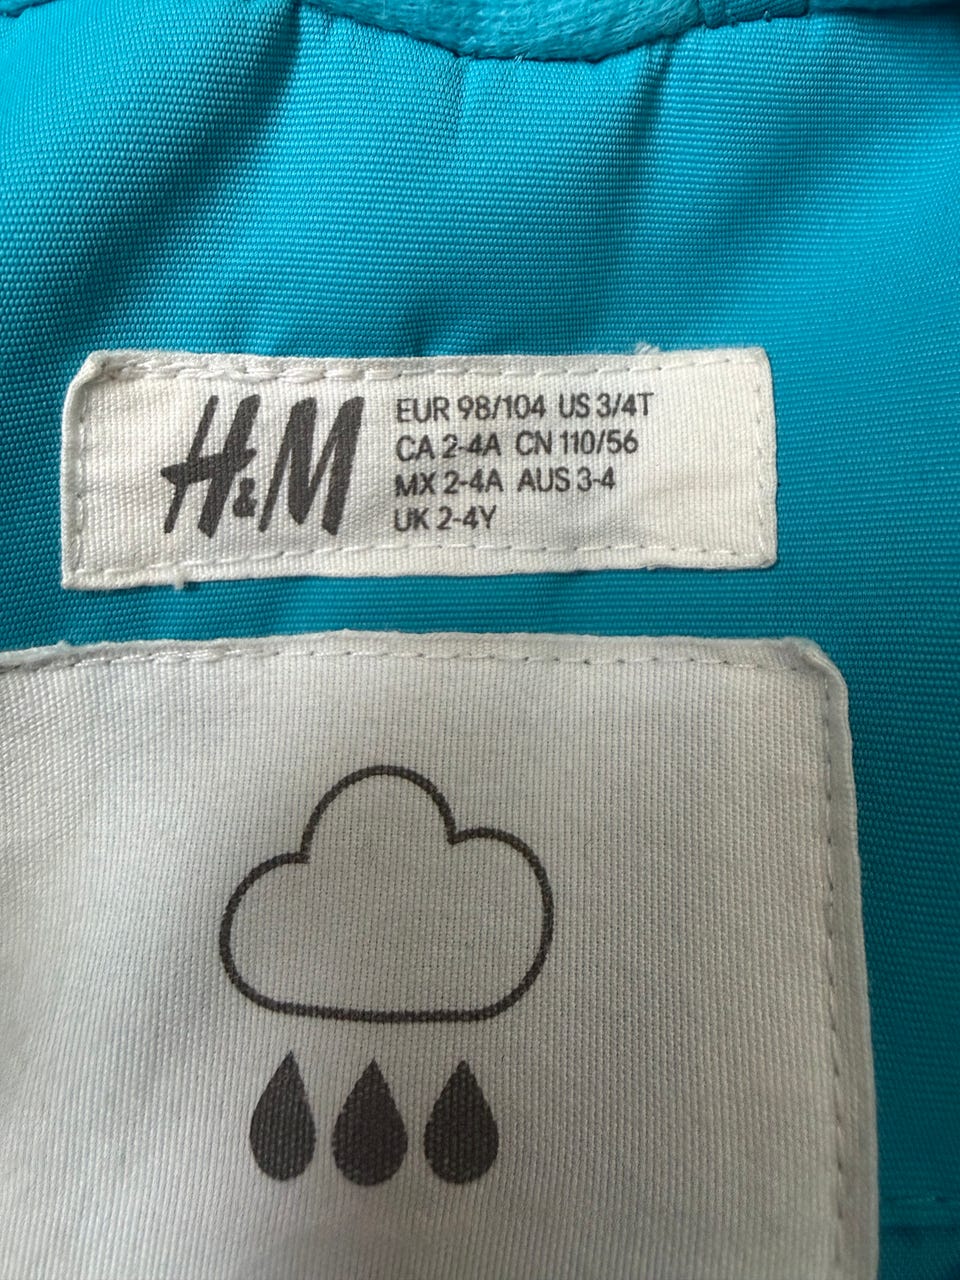 H&M
EUR 98/104 US 3/4T
CA 2-4A CN 110/56
MX 2-4A AUS 3-4
UK 2-4Y